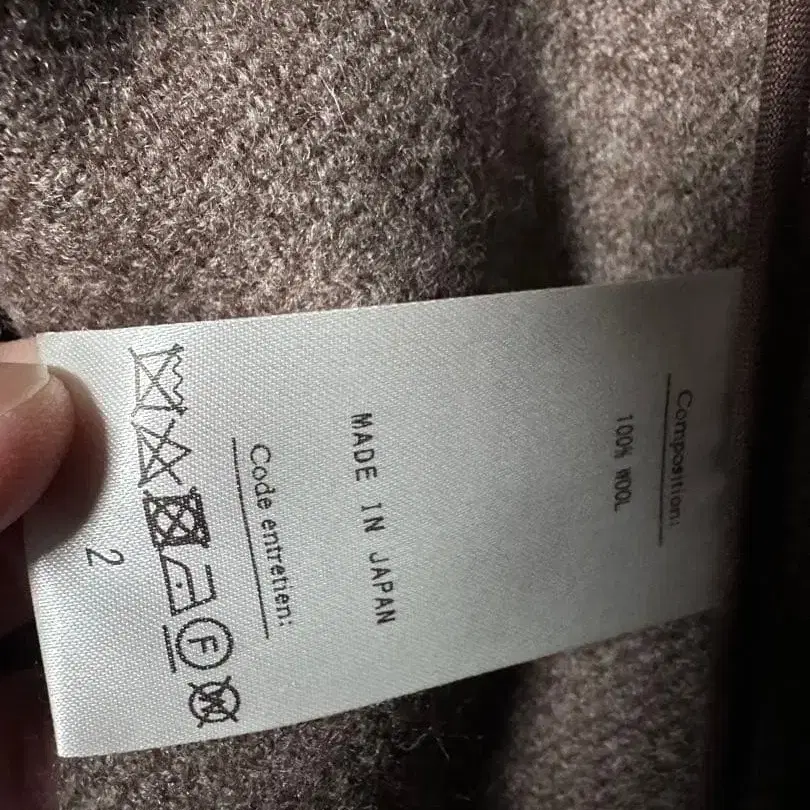 Composition:
100% WOOL
MADE IN JAPAN
Code entretien:
F W
2